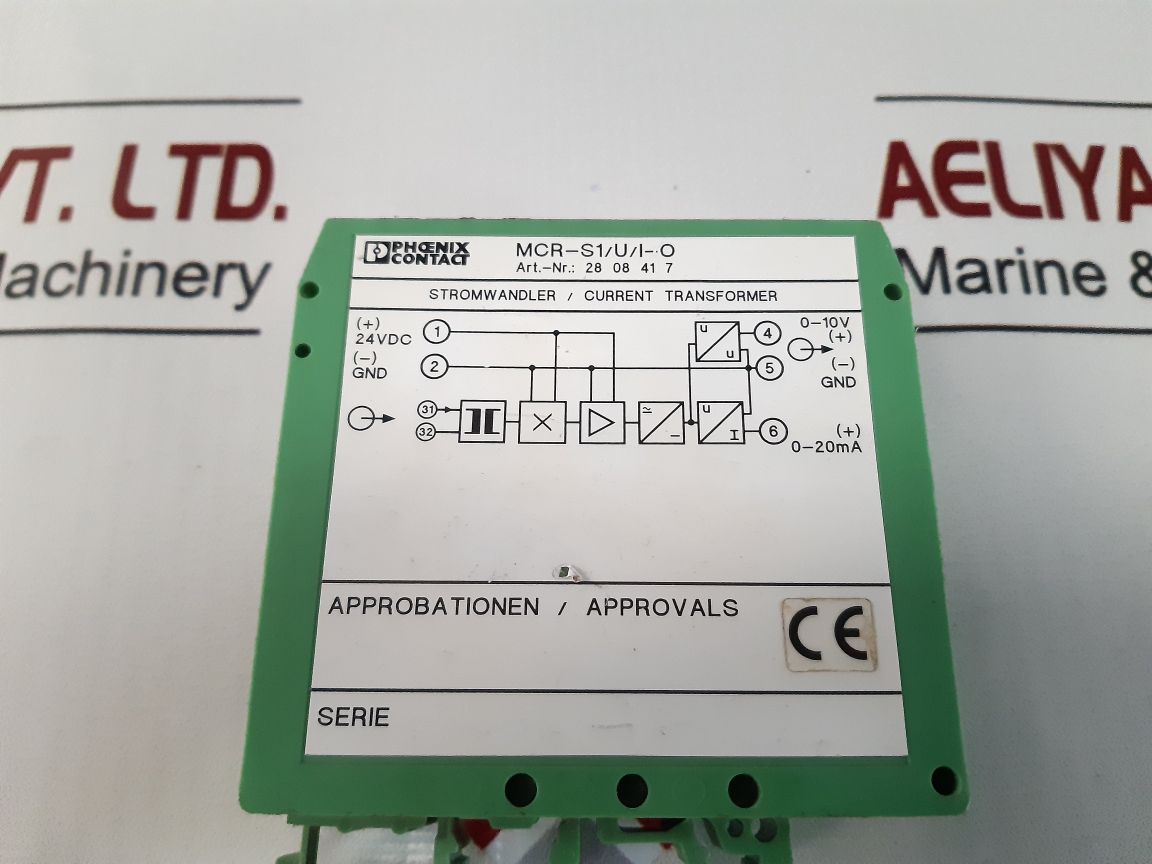 VT. LTD.
Machinery
AELIYA
Marine &
PHOENIX
CONTACT
MCR-S1/U/I-O
Art.-Nr.: 28 08 41 7
STROMWANDLER / CURRENT TRANSFORMER
(+)
24VDC
1
(-)
GND
2
31
32
u
u
4
0-10V
(+)
5
(-)
GND
u
I
6
(+)
0-20mA
APPROBATIONEN / APPROVALS
CE
SERIE